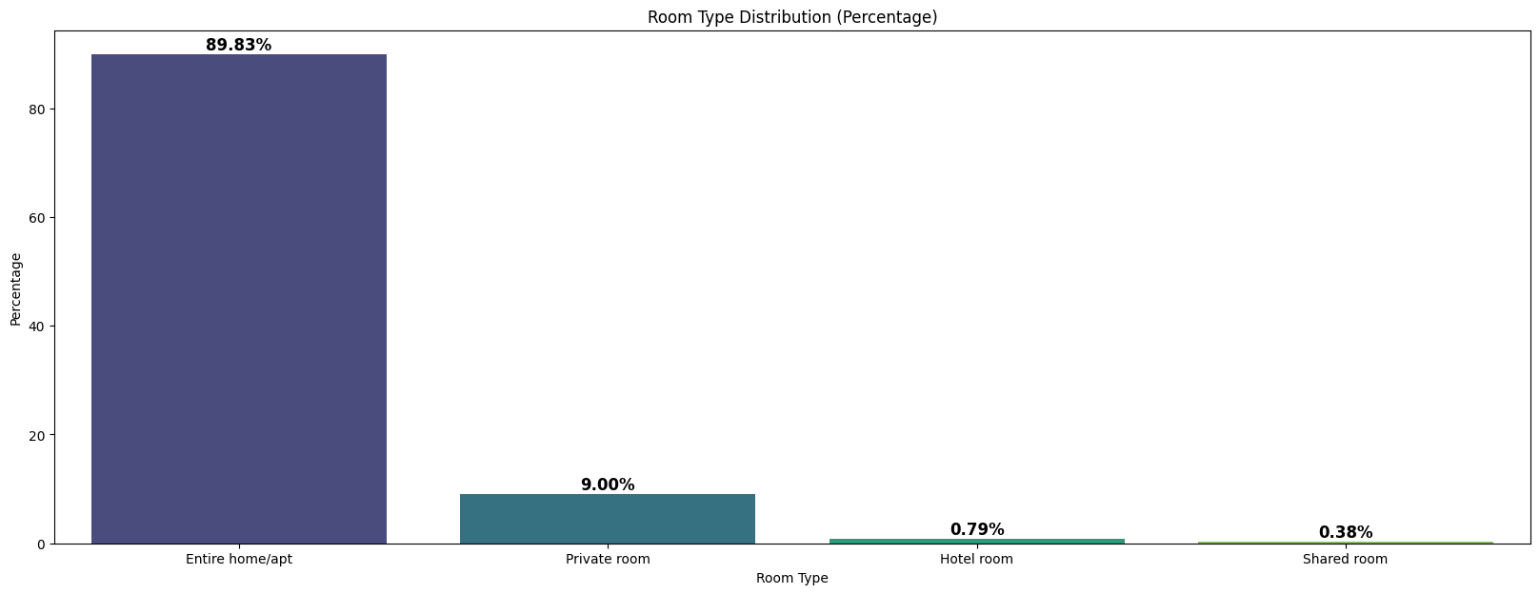 Room Type Distribution (Percentage)
89.83%
9.00%
0.79%
0.38%
80
60
40
20
0
Percentage
Entire home/apt
Private room
Hotel room
Shared room
Room Type